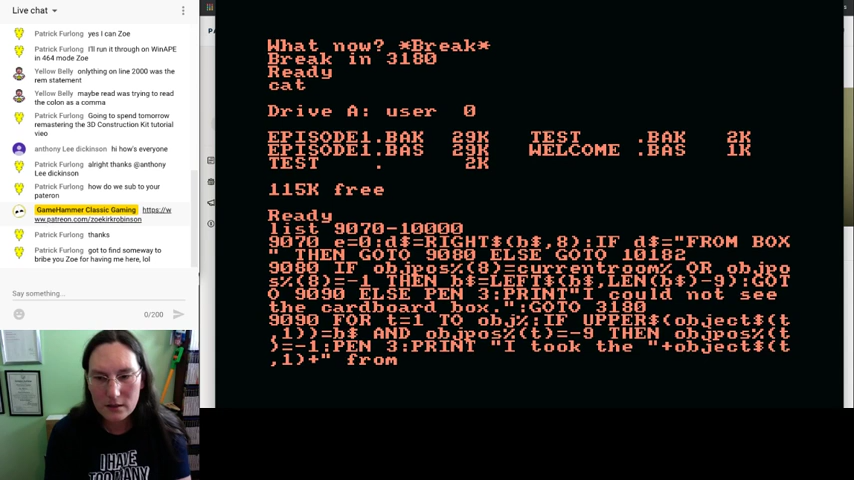 Live chat
Patrick Furlong yes I can Zoe
Patrick Furlong I'll run it through on WinAPE
in 464 mode Zoe
Yellow Belly onlything on line 2000 was the
rem statement
Yellow Belly maybe read was trying to read
the colon as a comma
Patrick Furlong Going to spend tomorrow
remastering the 3D Construction Kit tutorial
vieo
anthony Lee dickinson hi how's everyone
Patrick Furlong alright thanks @anthony
Lee dickinson
Patrick Furlong how do we sub to your
pateron
GameHammer Classic Gaming https://w
ww.patreon.com/zoekirkrobinson
Patrick Furlong thanks
Patrick Furlong got to find someway to
bribe you Zoe for having me here, lol
Say something...
0/200
What now? *Break*
Break in 3180
Ready
cat
Drive A: user 0
EPISODE1.BAK 29K TEST .BAK 2K
EPISODE1.BAS 29K WELCOME .BAS 1K
TEST . 2K
115K free
Ready
list 9070-10000
9070 e=0:d$=RIGHT$(b$,8):IF d$="FROM BOX
" THEN GOTO 9080 ELSE GOTO 10182
9080 IF objpos%(8)=currentroom% OR objpo
s%(8)=-1 THEN b$=LEFT$(b$,LEN(b$)-9):GOT
O 9090 ELSE PEN 3:PRINT"I could not see
the cardboard box.":GOTO 3180
9090 FOR t=1 TO obj%:IF UPPER$(object$(t
,1))=b$ AND objpos%(t)=-9 THEN objpos%(t
)=-1:PEN 3:PRINT "I took the "+object$(t
,1)+" from
I HAVE
TOO MANY